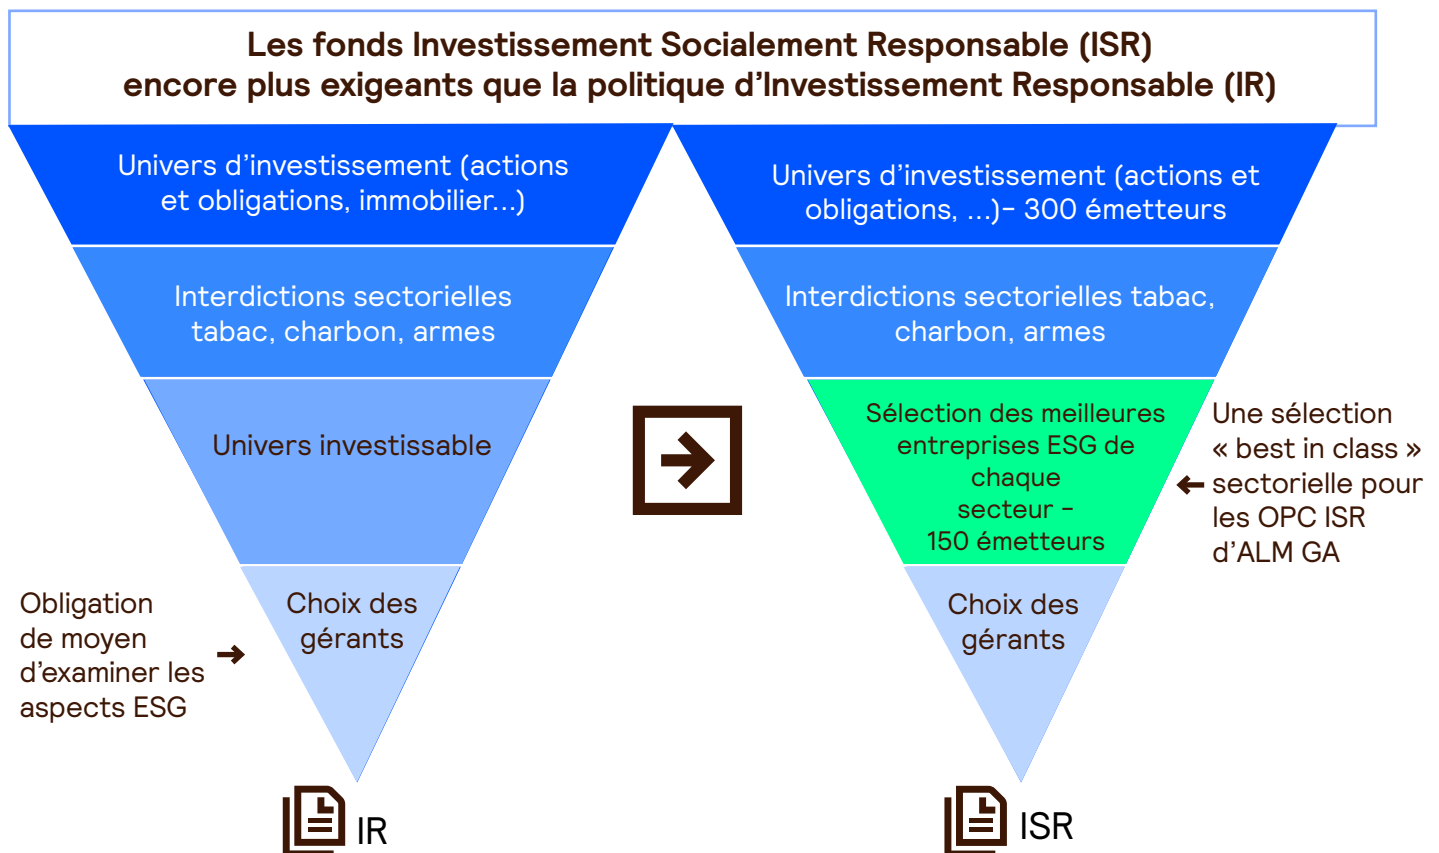 Les fonds Investissement Socialement Responsable (ISR)
encore plus exigeants que la politique d’Investissement Responsable (IR)
Univers d’investissement (actions
et obligations, immobilier...)
Interdictions sectorielles
tabac, charbon, armes
Univers investissable
Choix des
gérants
Obligation
de moyen
d’examiner les
aspects ESG
IR
Univers d’investissement (actions et
obligations, ...)- 300 émetteurs
Interdictions sectorielles tabac,
charbon, armes
Sélection des meilleures
entreprises ESG de
chaque
secteur -
150 émetteurs
Une sélection
« best in class »
sectorielle pour
les OPC ISR
d’ALM GA
Choix des
gérants
ISR